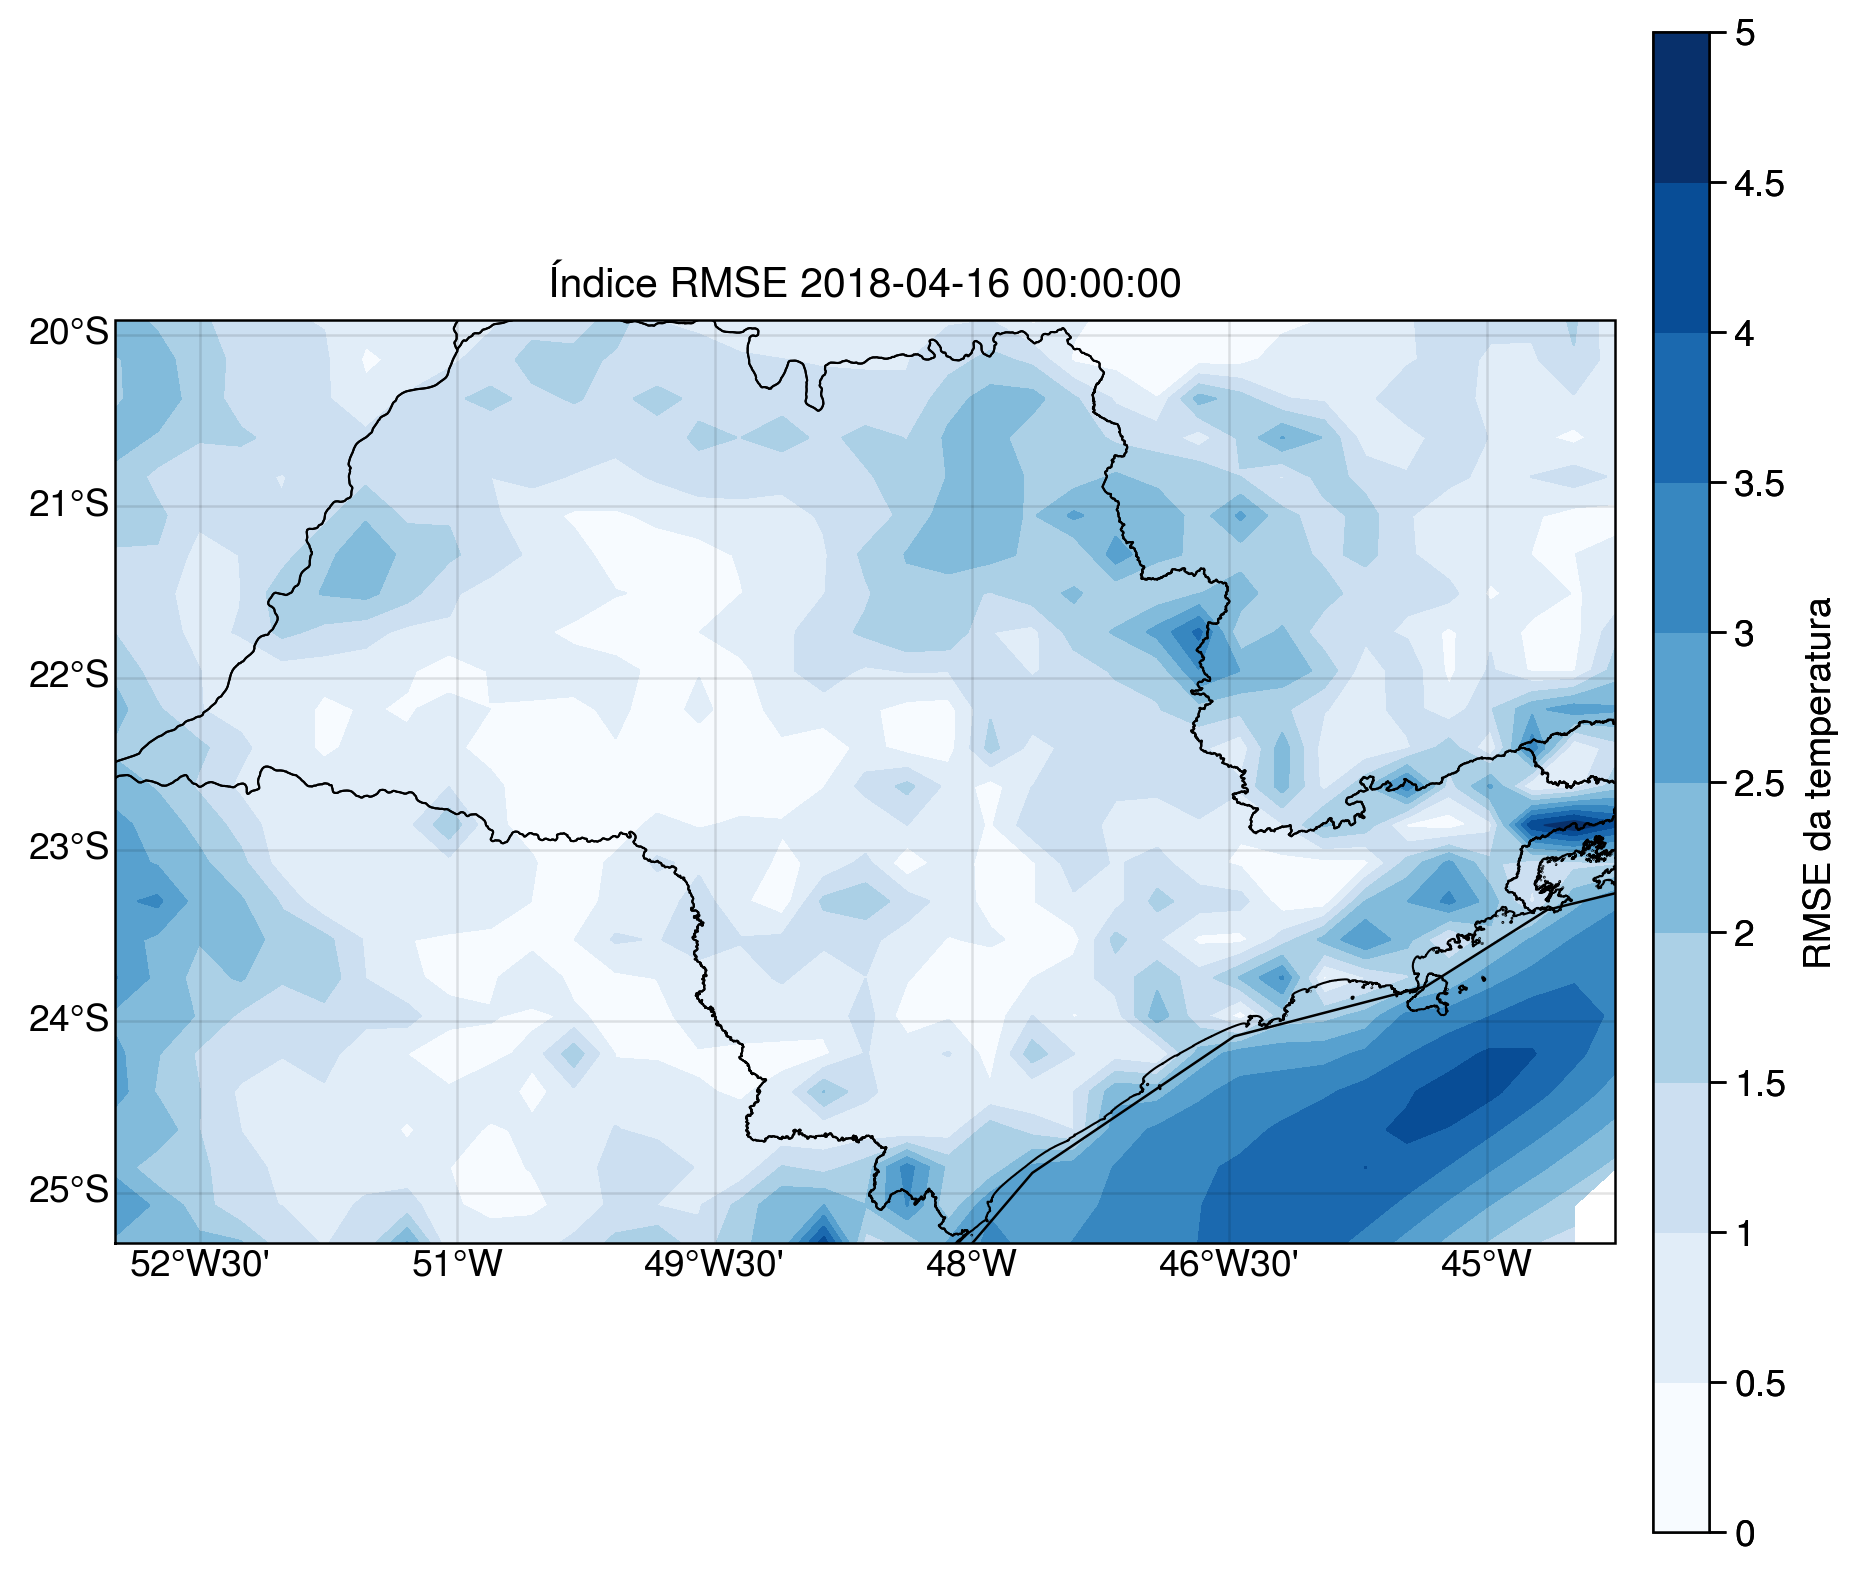 Índice RMSE 2018-04-16 00:00:00
20°S
21°S
22°S
23°S
24°S
25°S
52°W30'
51°W
49°W30'
48°W
46°W30'
45°W
5
4.5
4
3.5
3
2.5
2
1.5
1
0.5
0
RMSE da temperatura